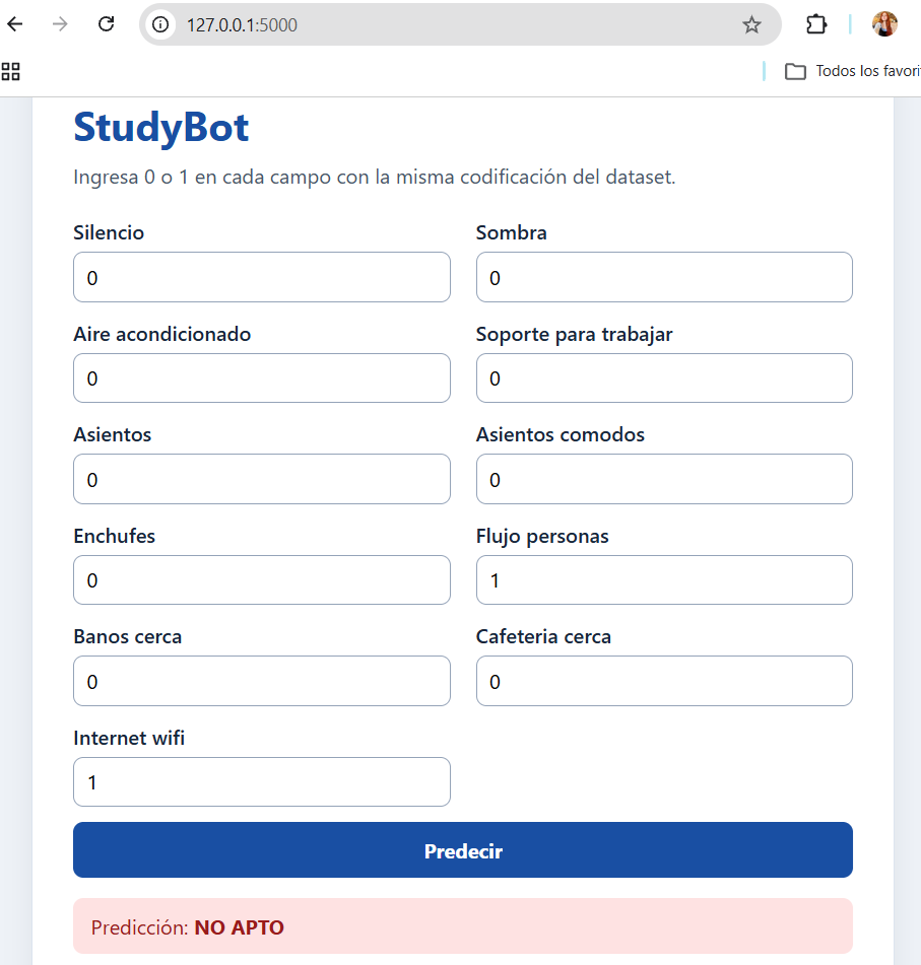 127.0.0.1:5000
Todos los favori
StudyBot
Ingresa 0 o 1 en cada campo con la misma codificación del dataset.
Silencio
Sombra
0
0
Aire acondicionado
Soporte para trabajar
0
0
Asientos
Asientos comodos
0
0
Enchufes
Flujo personas
0
1
Banos cerca
Cafeteria cerca
0
0
Internet wifi
1
Predecir
Predicción: NO APTO